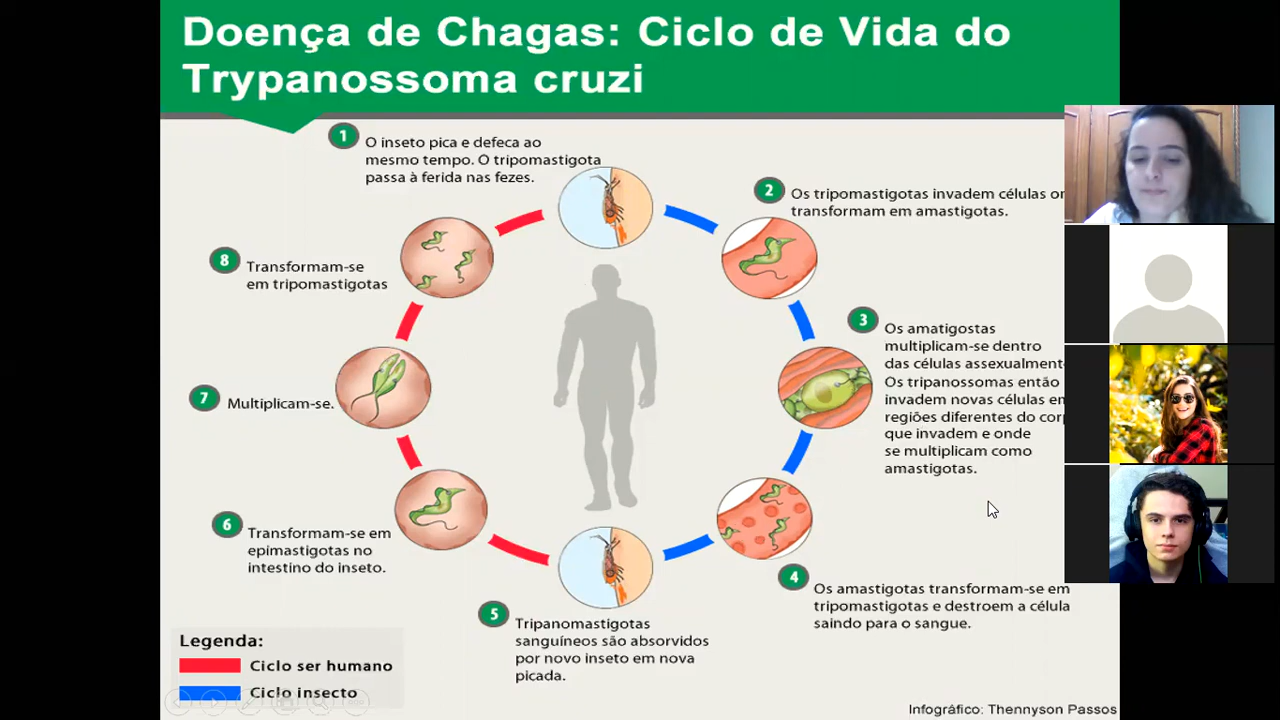 Doença de Chagas: Ciclo de Vida do
Trypanossoma cruzi
1
O inseto pica e defeca ao
mesmo tempo. O tripomastigota
passa à ferida nas fezes.
2
Os tripomastigotas invadem células
transformam em amastigotas.
3
Os amatigostas
multiplicam-se dentro
das células
Os tripanossomas então
invadem novas células
regiões diferentes do
que invadem e onde
se multiplicam como
amastigotas.
4
Os amastigotas transformam-se em
tripomastigotas e destroem a célula
saindo para o sangue.
5
Tripanomastigotas
sanguíneos são absorvidos
por novo inseto em nova
picada.
6
Transformam-se em
epimastigotas no
intestino do inseto.
7
Multiplicam-se.
8
Transformam-se
em tripomastigotas
Legenda:
Ciclo ser humano
Ciclo insecto
Infográfico: Thennyson Passos